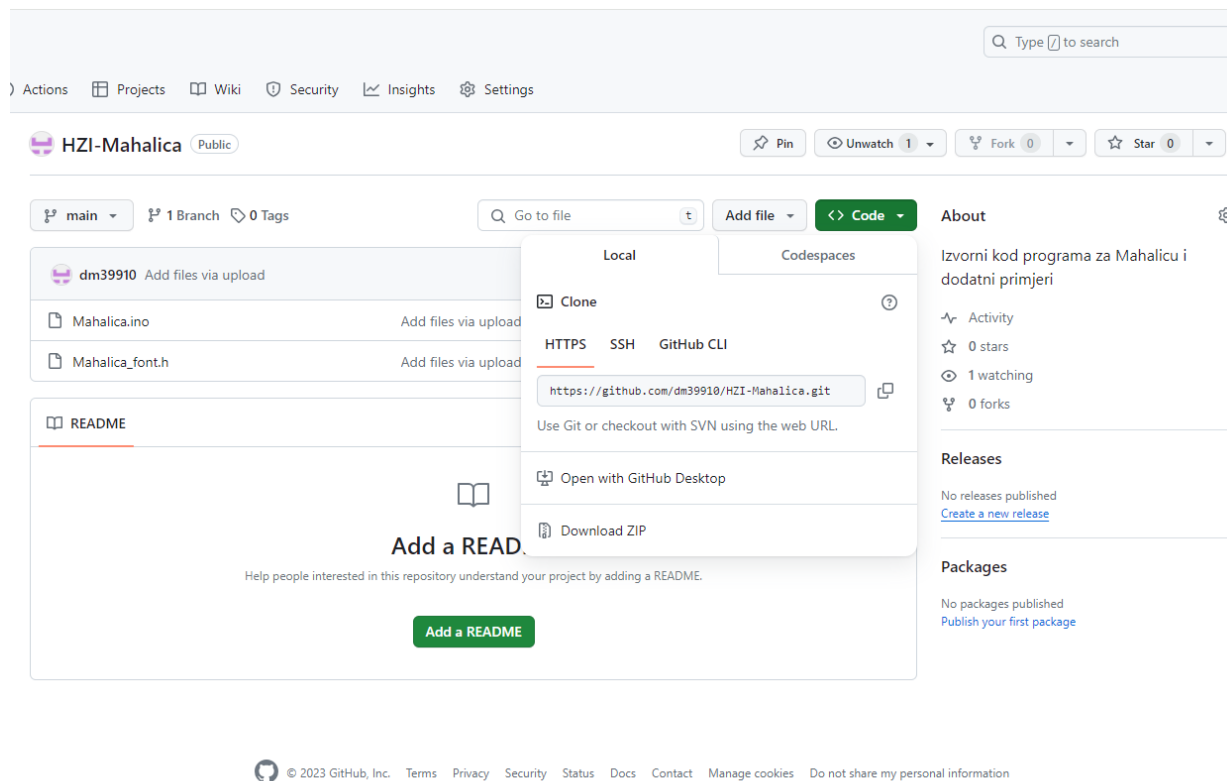 Type / to search
Actions Projects Wiki Security Insights Settings
HZI-Mahalica Public
Pin Unwatch 1 Fork 0 Star 0
main 1 Branch 0 Tags Go to file t Add file Code
dm39910 Add files via upload
Mahalica.ino Add files via upload
Mahalica_font.h Add files via upload
README
Add a READ
Help people interested in this repository understand your project by adding a README.
Add a README
Local Codespaces
Clone
HTTPS SSH GitHub CLI
https://github.com/dm39910/HZI-Mahalica.git
Use Git or checkout with SVN using the web URL.
Open with GitHub Desktop
Download ZIP
About
Izvorni kod programa za Mahalicu i
dodatni primjeri
Activity
0 stars
1 watching
0 forks
Releases
No releases published
Create a new release
Packages
No packages published
Publish your first package
© 2023 GitHub, Inc. Terms Privacy Security Status Docs Contact Manage cookies Do not share my personal information